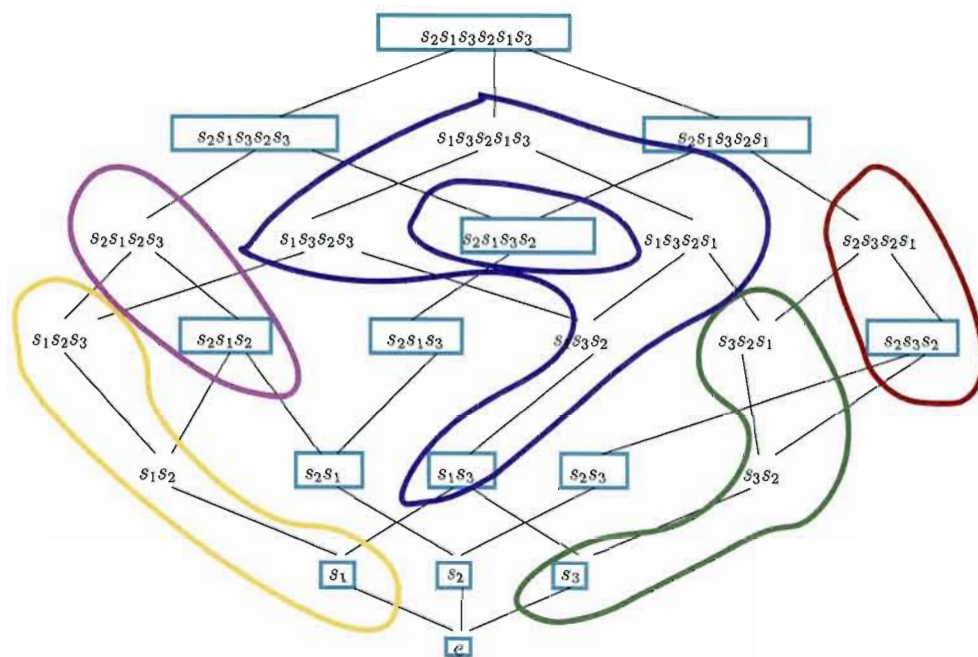 s₂s₁s₃s₂s₁s₃
s₂s₁s₃s₂s₃ s₁s₃s₂s₁s₃ s₂s₁s₃s₂s₁
s₂s₁s₂s₃ s₁s₃s₂s₃ s₂s₁s₃s₂ s₁s₃s₂s₁ s₂s₃s₂s₁
s₁s₂s₃ s₂s₁s₂ s₂s₁s₃ s₁s₃s₂ s₃s₂s₁ s₂s₃s₂
s₁s₂ s₂s₁ s₁s₃ s₂s₃ s₃s₂
s₁ s₂ s₃
e